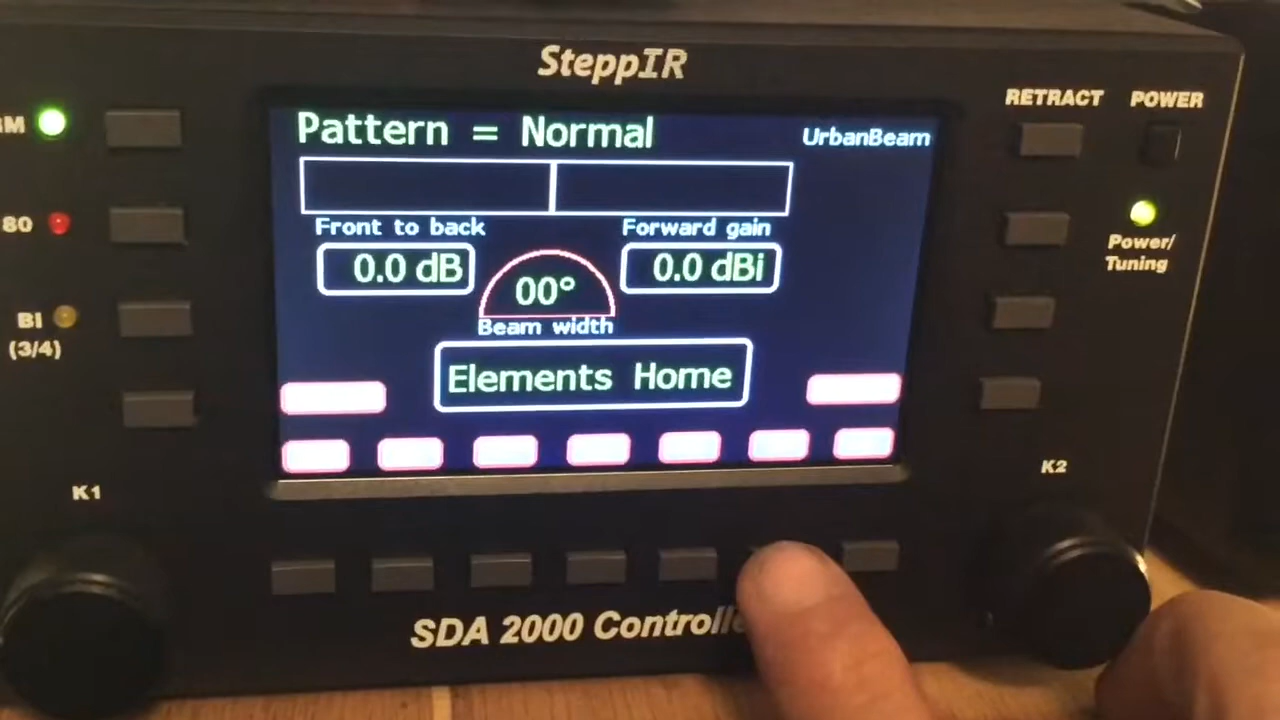 SteppIR
RETRACT
POWER
Pattern = Normal
UrbanBeam
Front to back
Forward gain
80
0.0 dB
00°
0.0 dBi
Power/
Tuning
Beam width
BI
(3/4)
Elements Home
K1
K2
SDA 2000